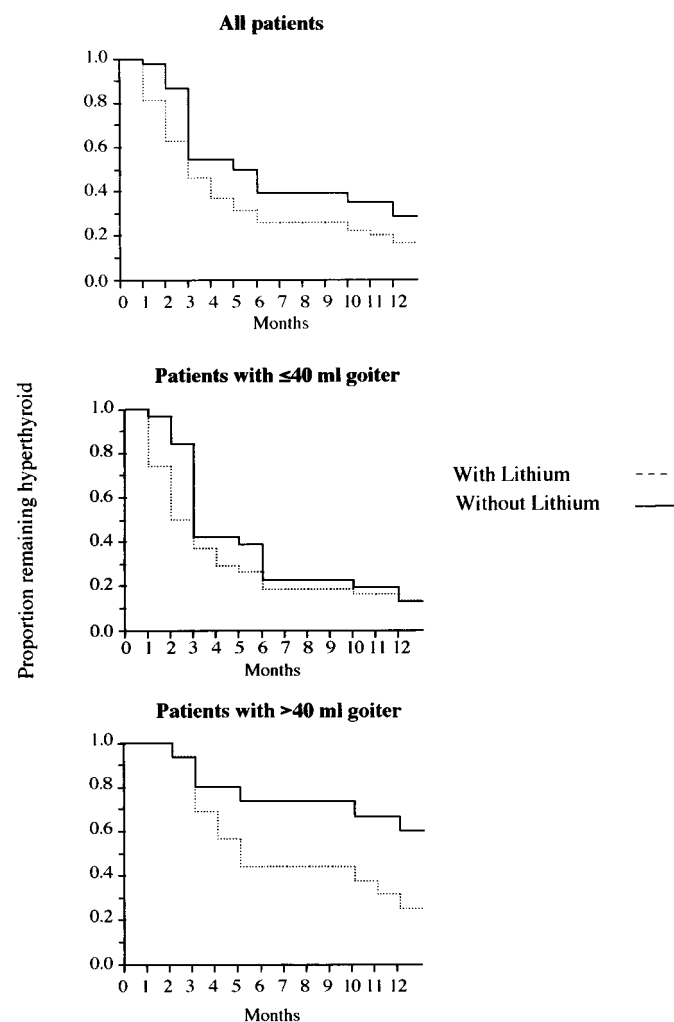 All patients
1.0
0.8
0.6
0.4
0.2
0.0
0 1 2 3 4 5 6 7 8 9 10 11 12
Months
Proportion remaining hyperthyroid
Patients with ≤40 ml goiter
1.0
0.8
0.6
0.4
0.2
0.0
0 1 2 3 4 5 6 7 8 9 10 11 12
Months
With Lithium
Without Lithium
Patients with >40 ml goiter
1.0
0.8
0.6
0.4
0.2
0.0
0 1 2 3 4 5 6 7 8 9 10 11 12
Months